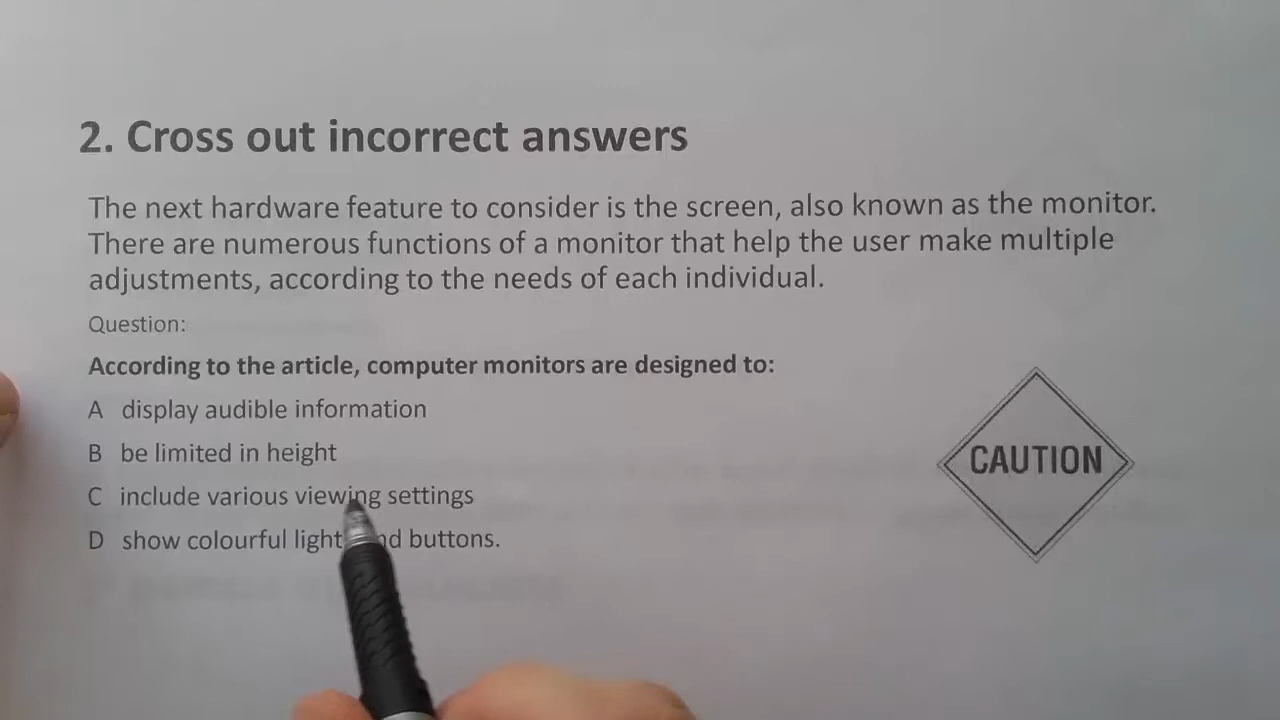 2. Cross out incorrect answers
The next hardware feature to consider is the screen, also known as the monitor.
There are numerous functions of a monitor that help the user make multiple
adjustments, according to the needs of each individual.
Question:
According to the article, computer monitors are designed to:
A display audible information
B be limited in height
C include various viewing settings
D show colourful light nd buttons.
CAUTION